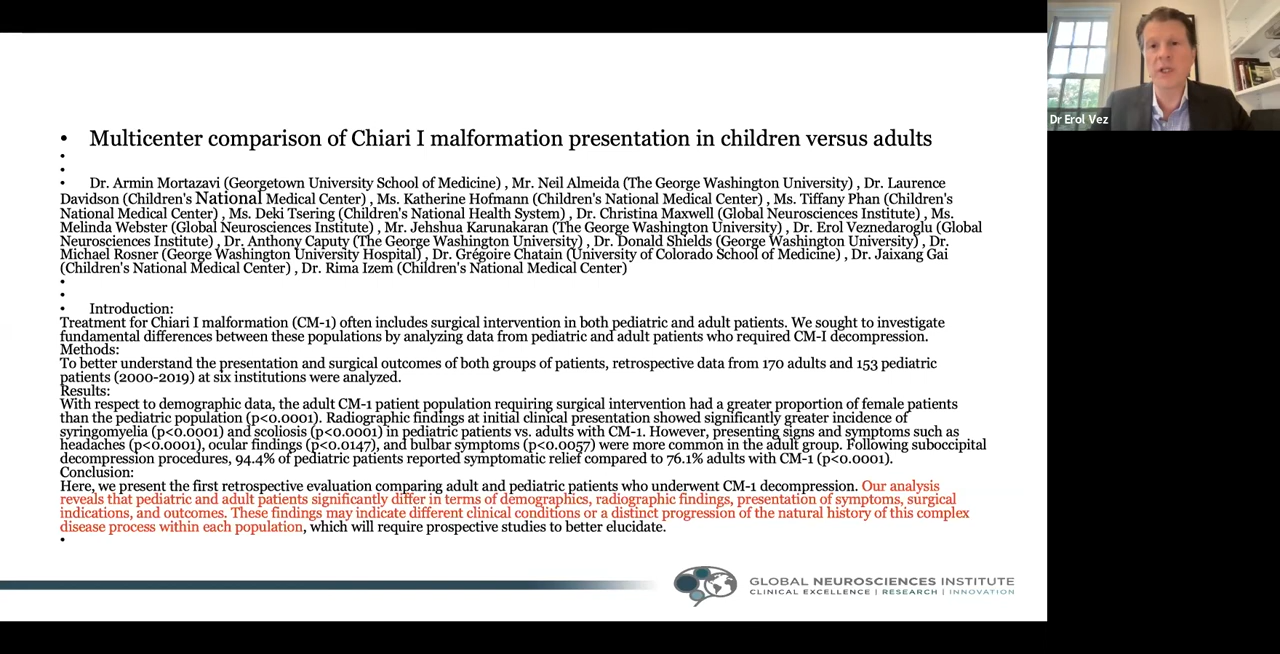 Multicenter comparison of Chiari I malformation presentation in children versus adults
Dr. Armin Mortazavi (Georgetown University School of Medicine) , Mr. Neil Almeida (The George Washington University) , Dr. Laurence
Davidson (Children's National Medical Center) , Ms. Katherine Hofmann (Children's National Medical Center) , Ms. Tiffany Phan (Children's
National Medical Center) , Ms. Deki Tsering (Children's National Health System) , Dr. Christina Maxwell (Global Neurosciences Institute) , Ms.
Melinda Webster (Global Neurosciences Institute) , Mr. Jehshua Karunakaran (The George Washington University) , Dr. Erol Veznedaroglu (Global
Neurosciences Institute) , Dr. Anthony Caputy (The George Washington University) , Dr. Donald Shields (George Washington University) , Dr.
Michael Rosner (George Washington University Hospital) , Dr. Grégoire Chatain (University of Colorado School of Medicine) , Dr. Jaixang Gai
(Children's National Medical Center) , Dr. Rima Izem (Children's National Medical Center)
Introduction:
Treatment for Chiari I malformation (CM-1) often includes surgical intervention in both pediatric and adult patients. We sought to investigate
fundamental differences between these populations by analyzing data from pediatric and adult patients who required CM-I decompression.
Methods:
To better understand the presentation and surgical outcomes of both groups of patients, retrospective data from 170 adults and 153 pediatric
patients (2000-2019) at six institutions were analyzed.
Results:
With respect to demographic data, the adult CM-1 patient population requiring surgical intervention had a greater proportion of female patients
than the pediatric population (p<0.0001). Radiographic findings at initial clinical presentation showed significantly greater incidence of
syringomyelia (p<0.0001) and scoliosis (p<0.0001) in pediatric patients vs. adults with CM-1. However, presenting signs and symptoms such as
headaches (p<0.0001), ocular findings (p<0.0147), and bulbar symptoms (p<0.0057) were more common in the adult group. Following suboccipital
decompression procedures, 94.4% of pediatric patients reported symptomatic relief compared to 76.1% adults with CM-1 (p<0.0001).
Conclusion:
Here, we present the first retrospective evaluation comparing adult and pediatric patients who underwent CM-1 decompression. Our analysis
reveals that pediatric and adult patients significantly differ in terms of demographics, radiographic findings, presentation of symptoms, surgical
indications, and outcomes. These findings may indicate different clinical conditions or a distinct progression of the natural history of this complex
disease process within each population, which will require prospective studies to better elucidate.
GLOBAL NEUROSCIENCES INSTITUTE
CLINICAL EXCELLENCE | RESEARCH | INNOVATION
Dr Erol Vez